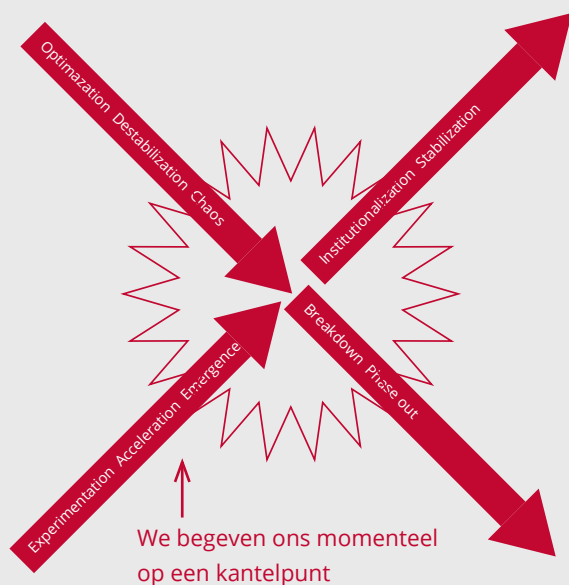 Optimazation Destabilization Chaos
Institutionalization Stabilization
Experimentation Acceleration Emergence
Breakdown Phase out
We begeven ons momenteel
op een kantelpunt